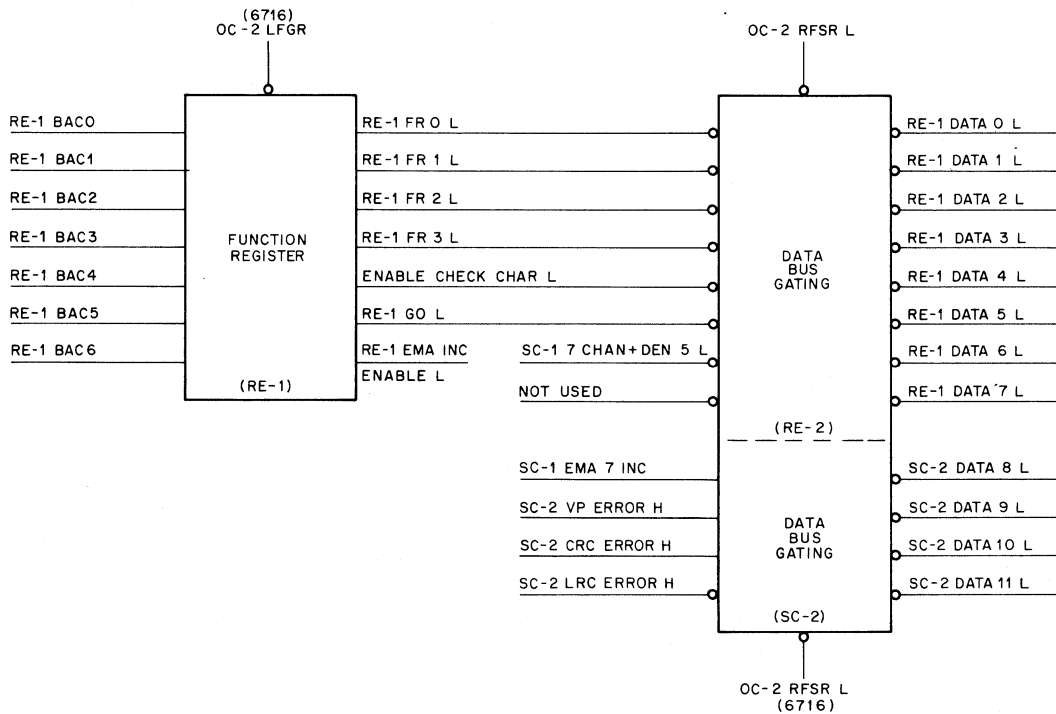 (6716)
OC-2 LFGR
OC-2 RFSR L
RE-1 BAC0
RE-1 BAC1
RE-1 BAC2
RE-1 BAC3
RE-1 BAC4
RE-1 BAC5
RE-1 BAC6
FUNCTION
REGISTER
(RE-1)
RE-1 FR 0 L
RE-1 FR 1 L
RE-1 FR 2 L
RE-1 FR 3 L
ENABLE CHECK CHAR L
RE-1 GO L
RE-1 EMA INC
ENABLE L
SC-1 7 CHAN+DEN 5 L
NOT USED
SC-1 EMA 7 INC
SC-2 VP ERROR H
SC-2 CRC ERROR H
SC-2 LRC ERROR H
DATA
BUS
GATING
(RE-2)
DATA
BUS
GATING
(SC-2)
RE-1 DATA 0 L
RE-1 DATA 1 L
RE-1 DATA 2 L
RE-1 DATA 3 L
RE-1 DATA 4 L
RE-1 DATA 5 L
RE-1 DATA 6 L
RE-1 DATA 7 L
SC-2 DATA 8 L
SC-2 DATA 9 L
SC-2 DATA 10 L
SC-2 DATA 11 L
OC-2 RFSR L
(6716)